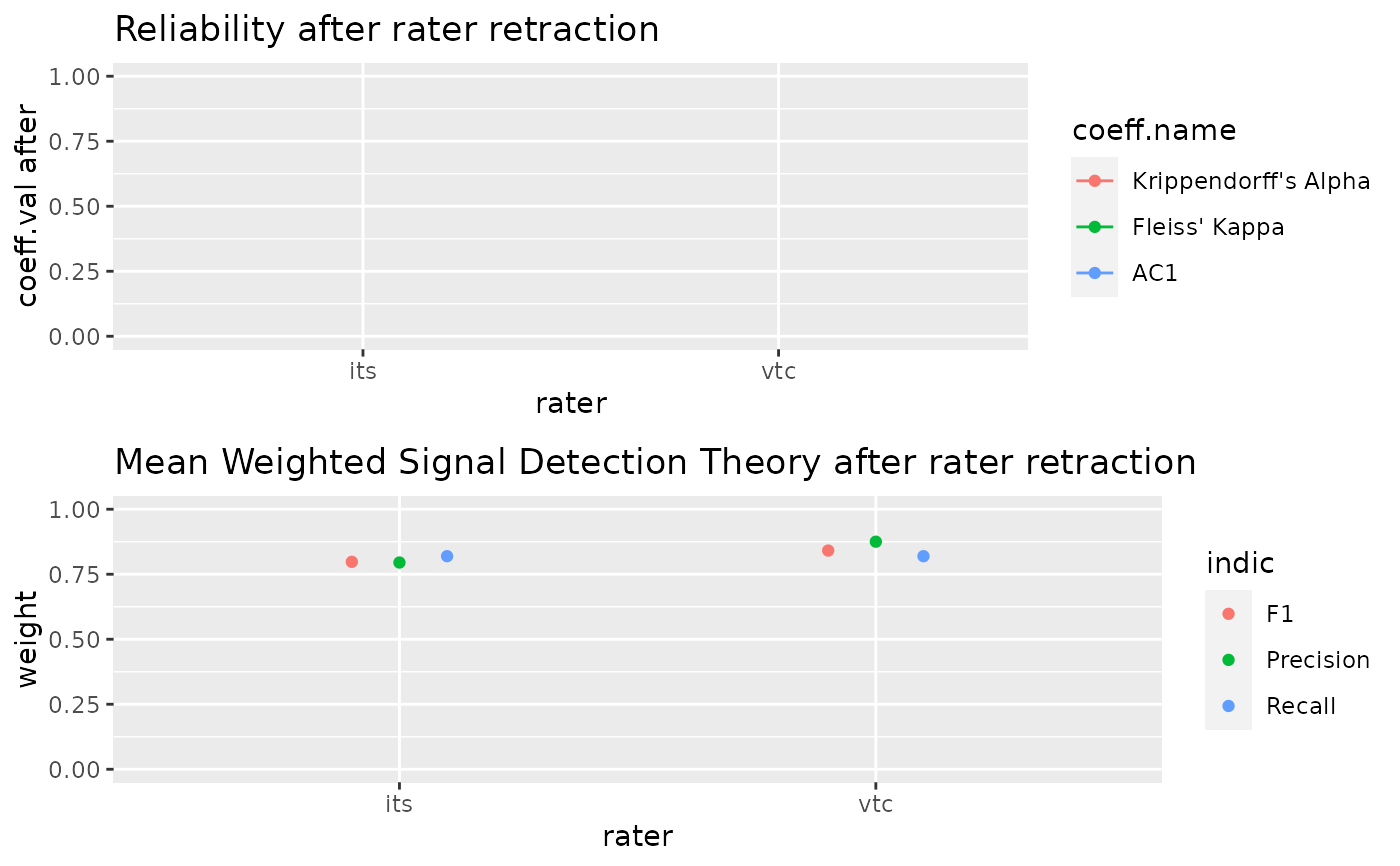 Reliability after rater retraction
1.00
0.75
0.50
0.25
0.00
coeff.val after
its
vtc
rater
coeff.name
Krippendorff's Alpha
Fleiss' Kappa
AC1
Mean Weighted Signal Detection Theory after rater retraction
1.00
0.75
0.50
0.25
0.00
weight
its
vtc
rater
indic
F1
Precision
Recall